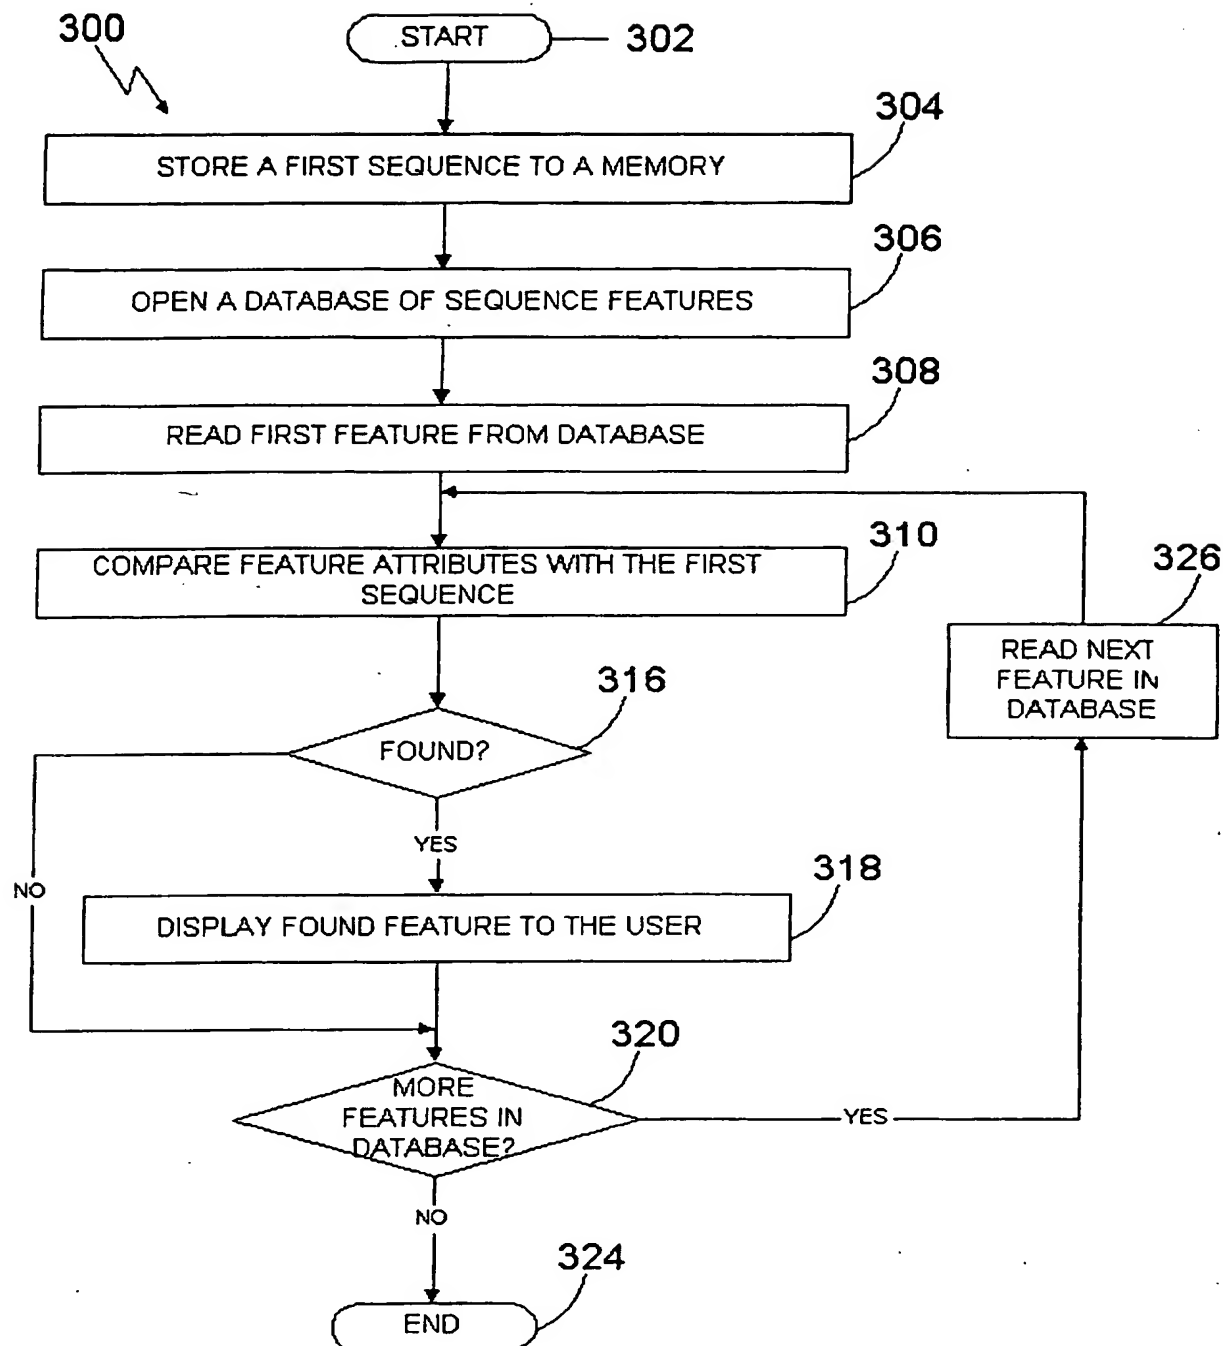 300
START
302
304
STORE A FIRST SEQUENCE TO A MEMORY
306
OPEN A DATABASE OF SEQUENCE FEATURES
308
READ FIRST FEATURE FROM DATABASE
310
COMPARE FEATURE ATTRIBUTES WITH THE FIRST
SEQUENCE
326
READ NEXT
FEATURE IN
DATABASE
316
FOUND?
YES
NO
318
DISPLAY FOUND FEATURE TO THE USER
320
MORE
FEATURES IN
DATABASE?
YES
NO
324
END